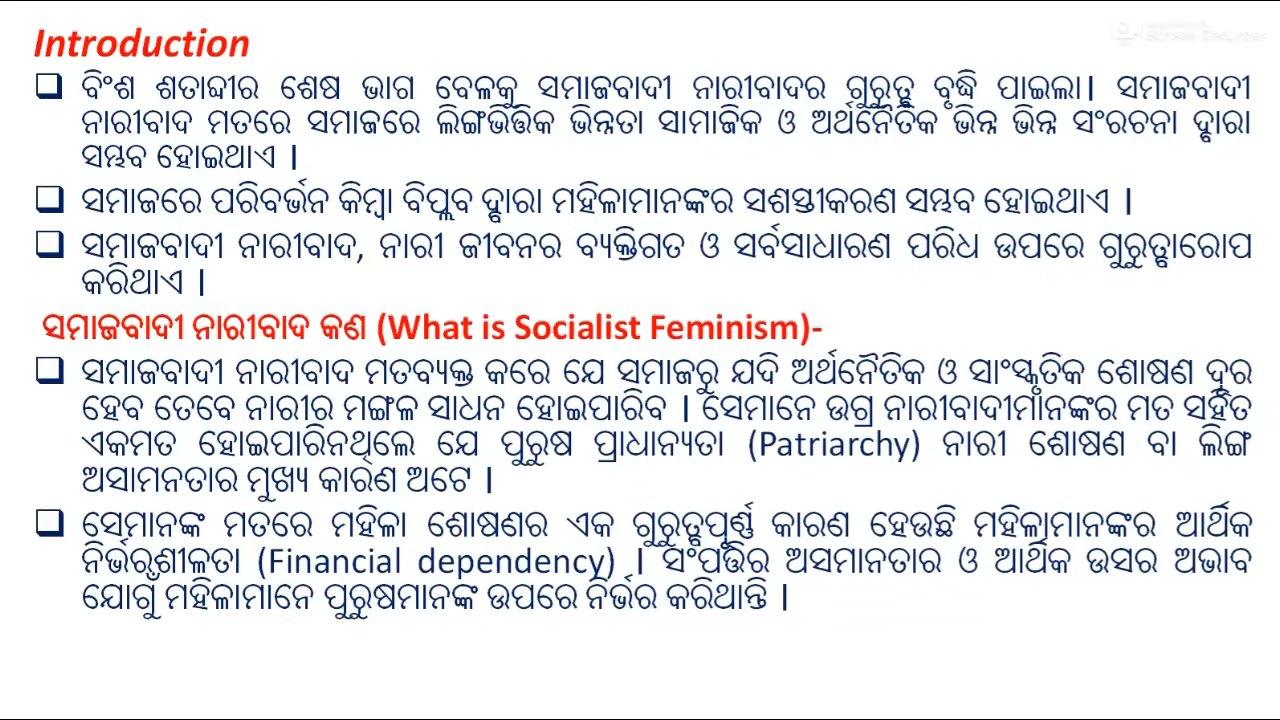 Introduction
❑ ବିଂଶ ଶତାବ୍ଦୀର ଶେଷ ଭାଗ ବେଳକୁ ସମାଜବାଦୀ ନାରୀବାଦର ଗୁରୁତ୍ୱ ବୃଦ୍ଧି ପାଇଲା। ସମାଜବାଦୀ
ନାରୀବାଦ ମତରେ ସମାଜରେ ଲିଙ୍ଗଭିତ୍ତିକ ଭିନ୍ନତା ସାମାଜିକ ଓ ଅର୍ଥନୈତିକ ଭିନ୍ନ ଭିନ୍ନ ସଂରଚନା ଦ୍ୱାରା
ସମ୍ଭବ ହୋଇଥାଏ ।
❑ ସମାଜରେ ପରିବର୍ଭନ କିମ୍ବା ବିପ୍ଳବ ଦ୍ୱାରା ମହିଳାମାନଙ୍କର ସଶସ୍ତୀକରଣ ସମ୍ଭବ ହୋଇଥାଏ ।
❑ ସମାଜବାଦୀ ନାରୀବାଦ, ନାରୀ ଜୀବନର ବ୍ୟକ୍ତିଗତ ଓ ସର୍ବସାଧାରଣ ପରିଧ ଉପରେ ଗୁରୁତ୍ୱାରୋପ
କରିଥାଏ ।
ସମାଜବାଦୀ ନାରୀବାଦ କଣ (What is Socialist Feminism)-
❑ ସମାଜବାଦୀ ନାରୀବାଦ ମତବ୍ୟକ୍ତ କରେ ଯେ ସମାଜରୁ ଯଦି ଅର୍ଥନୈତିକ ଓ ସାଂସ୍କୃତିକ ଶୋଷଣ ଦୂର
ହେବ ତେବେ ନାରୀର ମଙ୍ଗଳ ସାଧନ ହୋଇପାରିବ । ସେମାନେ ଉଗ୍ର ନାରୀବାଦୀମାନଙ୍କର ମତ ସହିତ
ଏକମତ ହୋଇପାରିନଥିଲେ ଯେ ପୁରୁଷ ପ୍ରାଧାନ୍ୟତା (Patriarchy) ନାରୀ ଶୋଷଣ ବା ଲିଙ୍ଗ
ଅସାମନତାର ମୁଖ୍ୟ କାରଣ ଅଟେ ।
❑ ସେମାନଙ୍କ ମତରେ ମହିଳା ଶୋଷଣର ଏକ ଗୁରୁତ୍ୱପୂର୍ଣ୍ଣ କାରଣ ହେଉଛି ମହିଳାମାନଙ୍କର ଆର୍ଥିକ
ନିର୍ଭରଶୀଳତା (Financial dependency) । ସଂପତ୍ତିର ଅସମାନତାର ଓ ଆର୍ଥିକ ଉସର ଅଭାବ
ଯୋଗୁଁ ମହିଳାମାନେ ପୁରୁଷମାନଙ୍କ ଉପରେ ନିର୍ଭର କରିଥାନ୍ତି ।